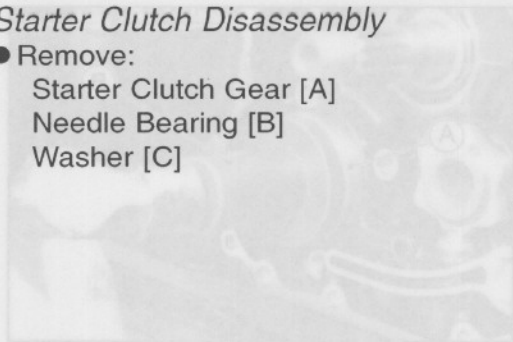 Starter Clutch Disassembly
● Remove:
Starter Clutch Gear [A]
Needle Bearing [B]
Washer [C]